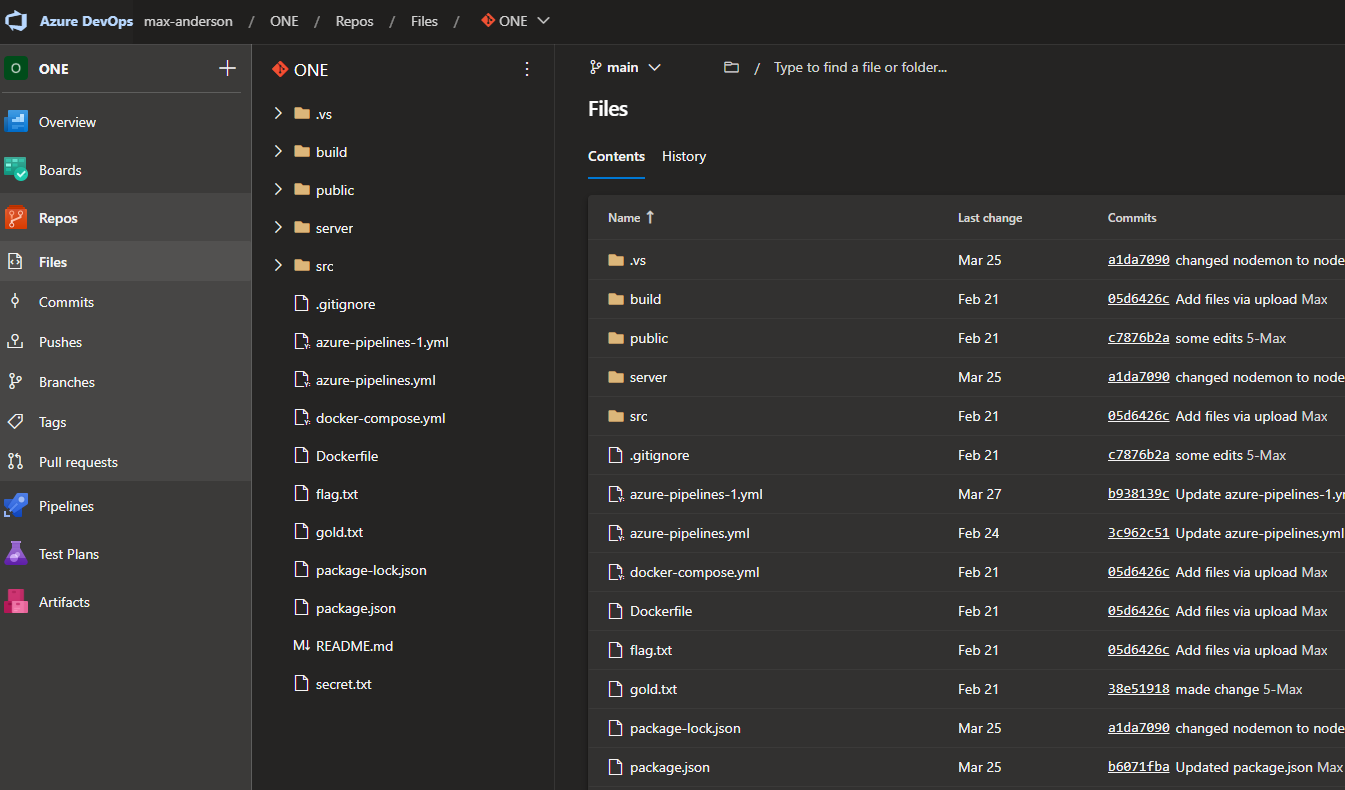 Azure DevOps max-anderson / ONE / Repos / Files / ONE
O ONE
Overview
Boards
Repos
Files
Commits
Pushes
Branches
Tags
Pull requests
Pipelines
Test Plans
Artifacts
ONE
.vs
build
public
server
src
.gitignore
azure-pipelines-1.yml
azure-pipelines.yml
docker-compose.yml
Dockerfile
flag.txt
gold.txt
package-lock.json
package.json
M↓ README.md
secret.txt
main / Type to find a file or folder...
Files
Contents History
Name ↑ Last change Commits
.vs Mar 25 a1da7090 changed nodemon to node
build Feb 21 05d6426c Add files via upload Max
public Feb 21 c7876b2a some edits 5-Max
server Mar 25 a1da7090 changed nodemon to node
src Feb 21 05d6426c Add files via upload Max
.gitignore Feb 21 c7876b2a some edits 5-Max
azure-pipelines-1.yml Mar 27 b938139c Update azure-pipelines-1.y
azure-pipelines.yml Feb 24 3c962c51 Update azure-pipelines.yml
docker-compose.yml Feb 21 05d6426c Add files via upload Max
Dockerfile Feb 21 05d6426c Add files via upload Max
flag.txt Feb 21 05d6426c Add files via upload Max
gold.txt Feb 21 38e51918 made change 5-Max
package-lock.json Mar 25 a1da7090 changed nodemon to node
package.json Mar 25 b6071fba Updated package.json Max